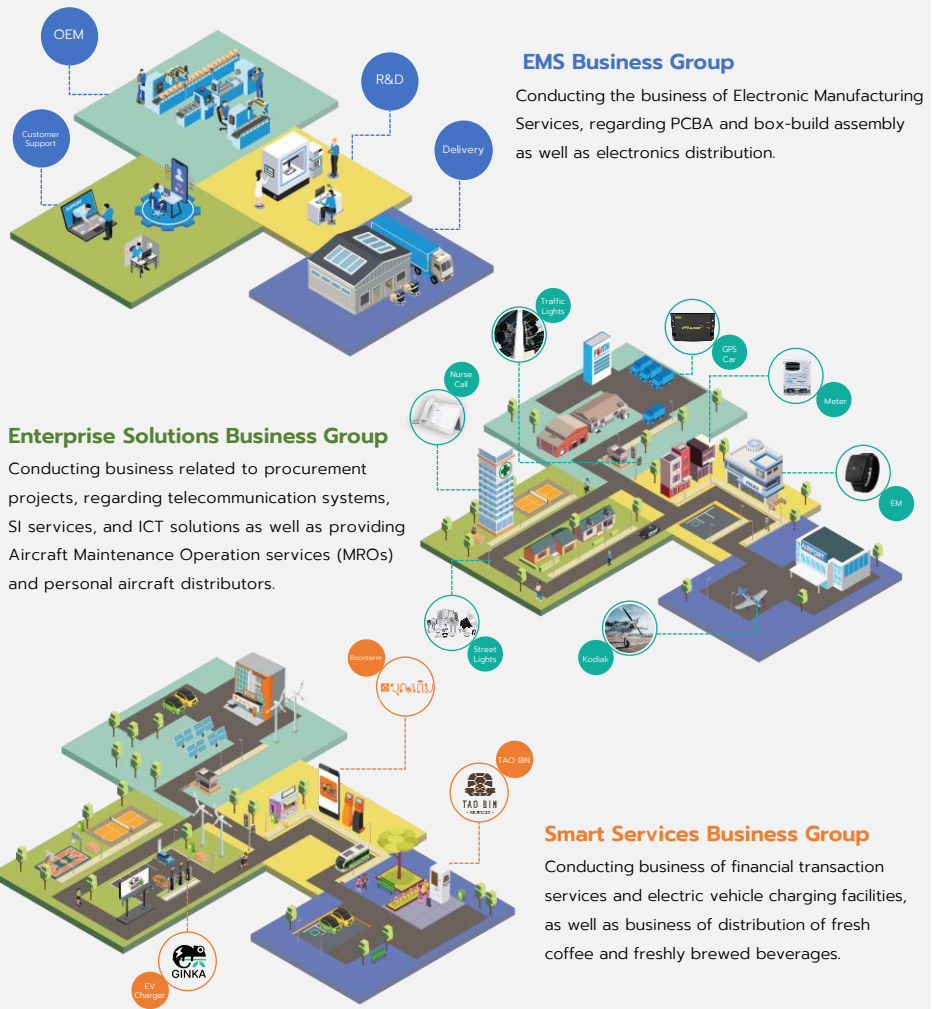 OEM
R&D
Customer
Support
Delivery
EMS Business Group
Conducting the business of Electronic Manufacturing
Services, regarding PCBA and box-build assembly
as well as electronics distribution.
Traffic
Lights
GPS
Car
Nurse
Call
Meter
EM
Enterprise Solutions Business Group
Conducting business related to procurement
projects, regarding telecommunication systems,
SI services, and ICT solutions as well as providing
Aircraft Maintenance Operation services (MROs)
and personal aircraft distributors.
AIRPORT
Street
Lights
Kodiak
Boonterm
บุญเติม
TAO BIN
TAO BIN
Smart Services Business Group
Conducting business of financial transaction
services and electric vehicle charging facilities,
as well as business of distribution of fresh
coffee and freshly brewed beverages.
GINKA
EV
Charger